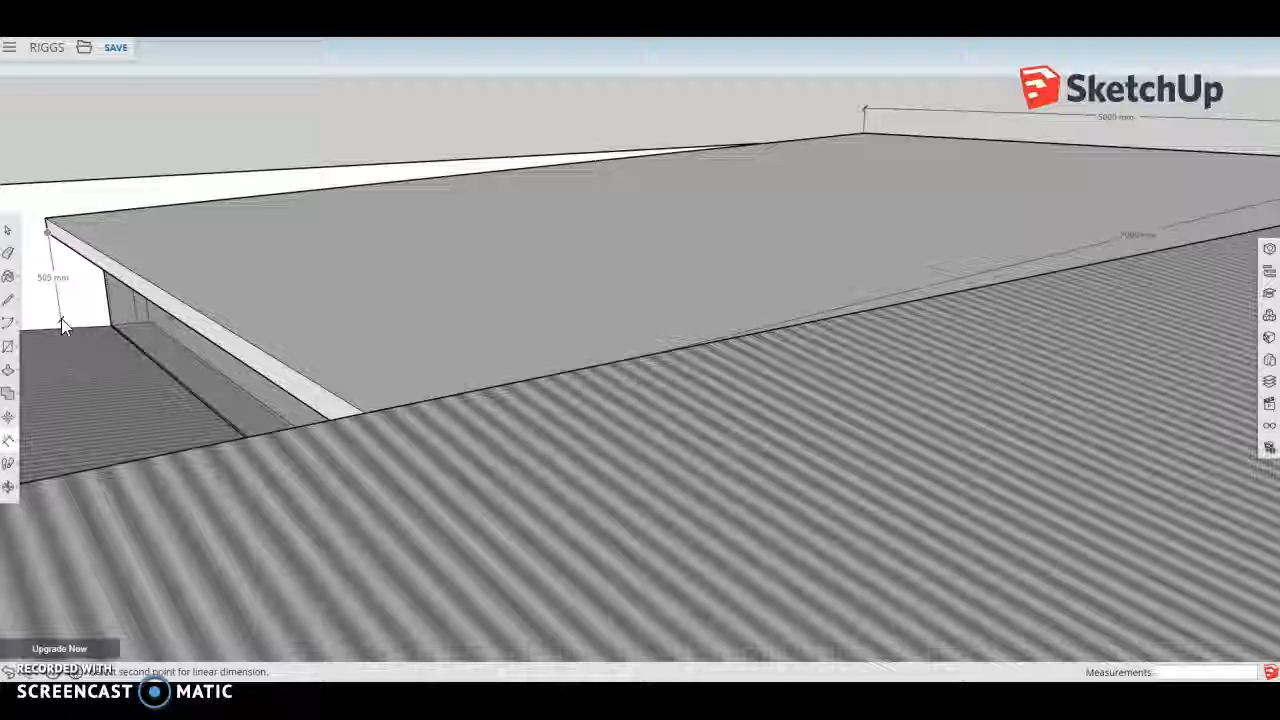 RIGGS SAVE
SketchUp
5000 mm
505 mm
Upgrade Now
RECORDED WITH
second point for linear dimension.
Measurements
SCREENCAST MATIC